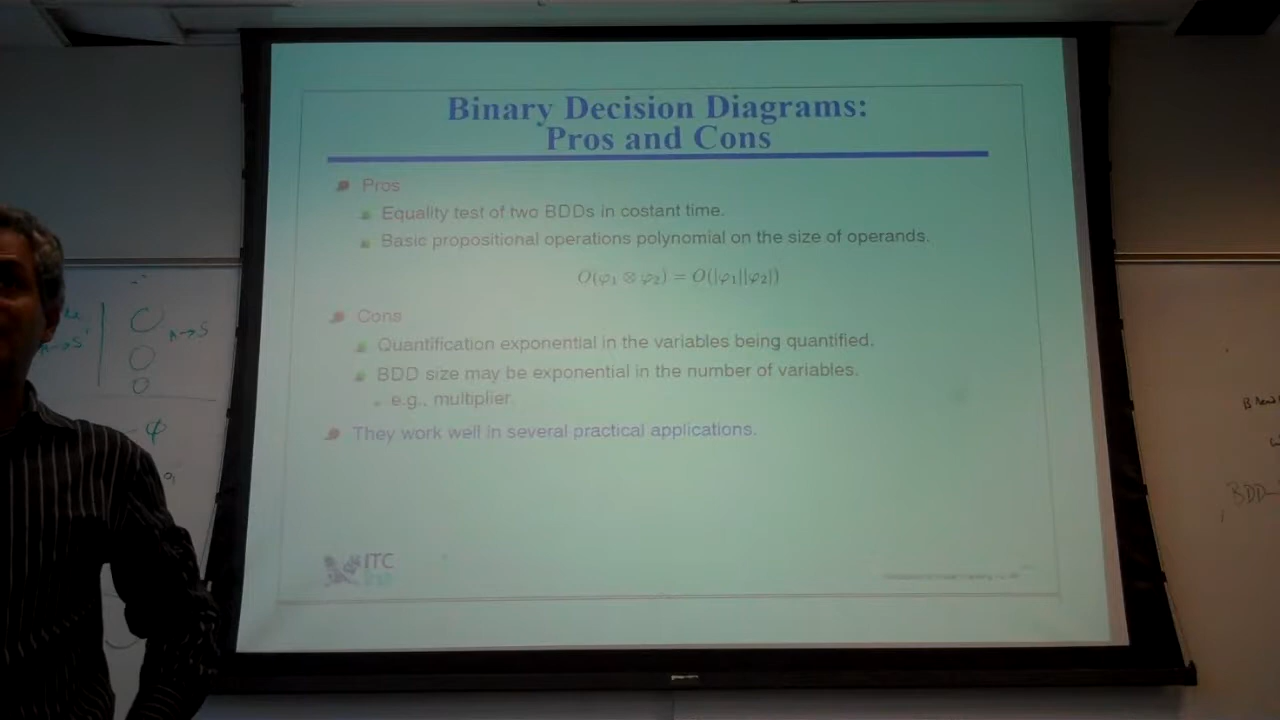 Binary Decision Diagrams:
Pros and Cons
Pros
Equality test of two BDDs in costant time.
Basic propositional operations polynomial on the size of operands.
O(φ₁ ⊗ φ₂) = O(|φ₁||φ₂|)
Cons
Quantification exponential in the variables being quantified.
BDD size may be exponential in the number of variables.
e.g., multiplier
They work well in several practical applications.
ITC
irst
A→S
φ
BDD